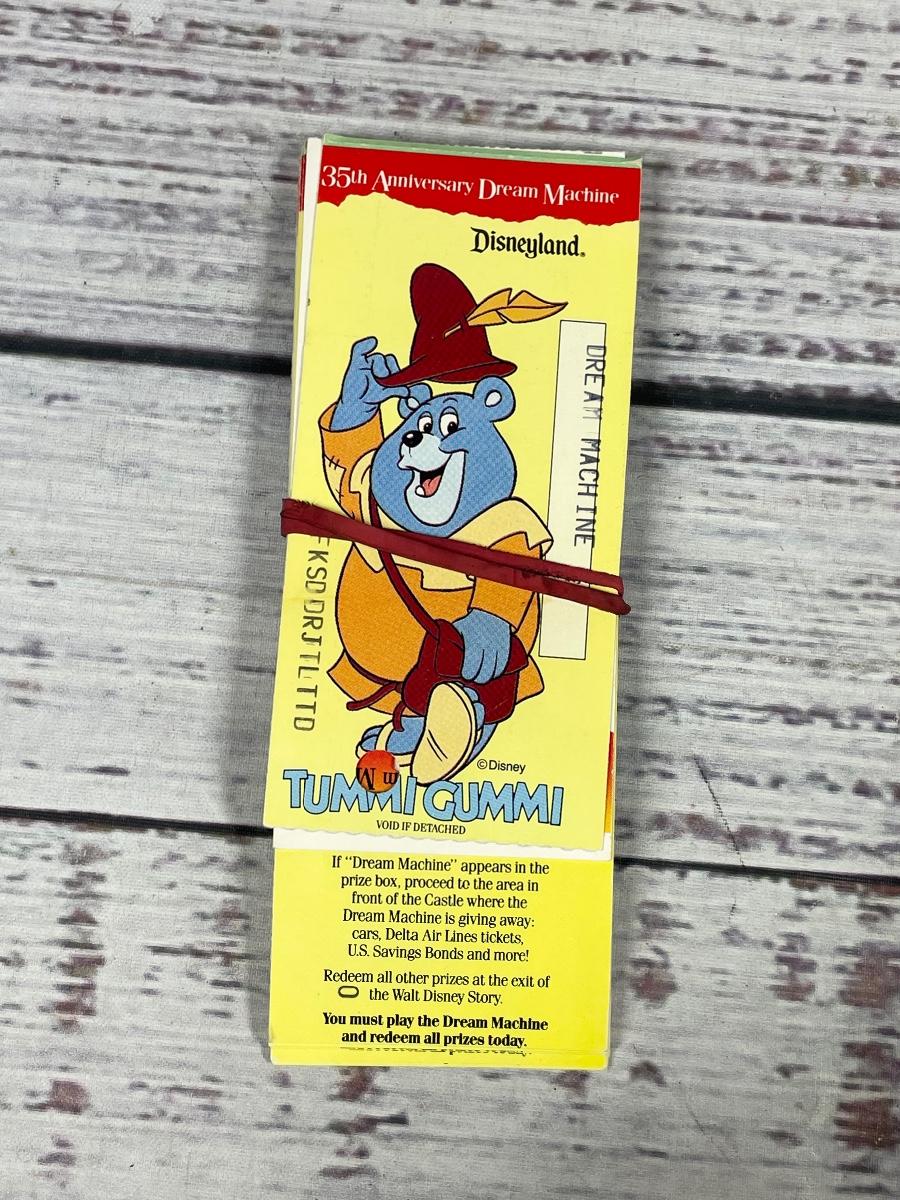 35th Anniversary Dream Machine
Disneyland®
DREAM MACHINE
KSDDRJTLTTD
m M
©Disney
TUMMI GUMMI
VOID IF DETACHED
If "Dream Machine" appears in the
prize box, proceed to the area in
front of the Castle where the
Dream Machine is giving away:
cars, Delta Air Lines tickets,
U.S. Savings Bonds and more!
Redeem all other prizes at the exit of
the Walt Disney Story.
0
You must play the Dream Machine
and redeem all prizes today.